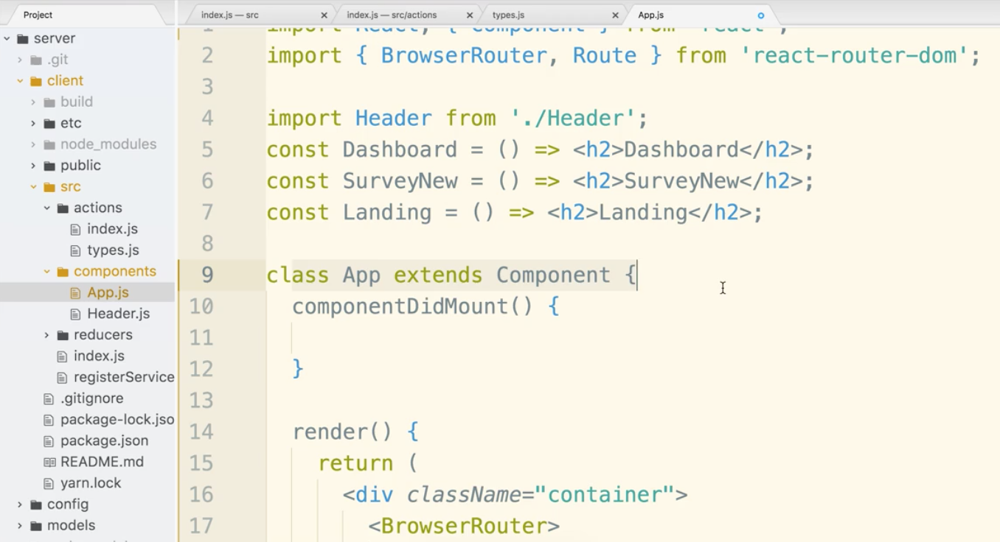 Project
index.js — src
index.js — src/actions
types.js
App.js
server
.git
client
build
etc
node_modules
public
src
actions
index.js
types.js
components
App.js
Header.js
reducers
index.js
registerService
.gitignore
package-lock.jso
package.json
README.md
yarn.lock
config
models
1 import React, { Component } from 'react';
2 import { BrowserRouter, Route } from 'react-router-dom';
3
4 import Header from './Header';
5 const Dashboard = () => <h2>Dashboard</h2>;
6 const SurveyNew = () => <h2>SurveyNew</h2>;
7 const Landing = () => <h2>Landing</h2>;
8
9 class App extends Component {
10 componentDidMount() {
11
12 }
13
14 render() {
15 return (
16 <div className="container">
17 <BrowserRouter>